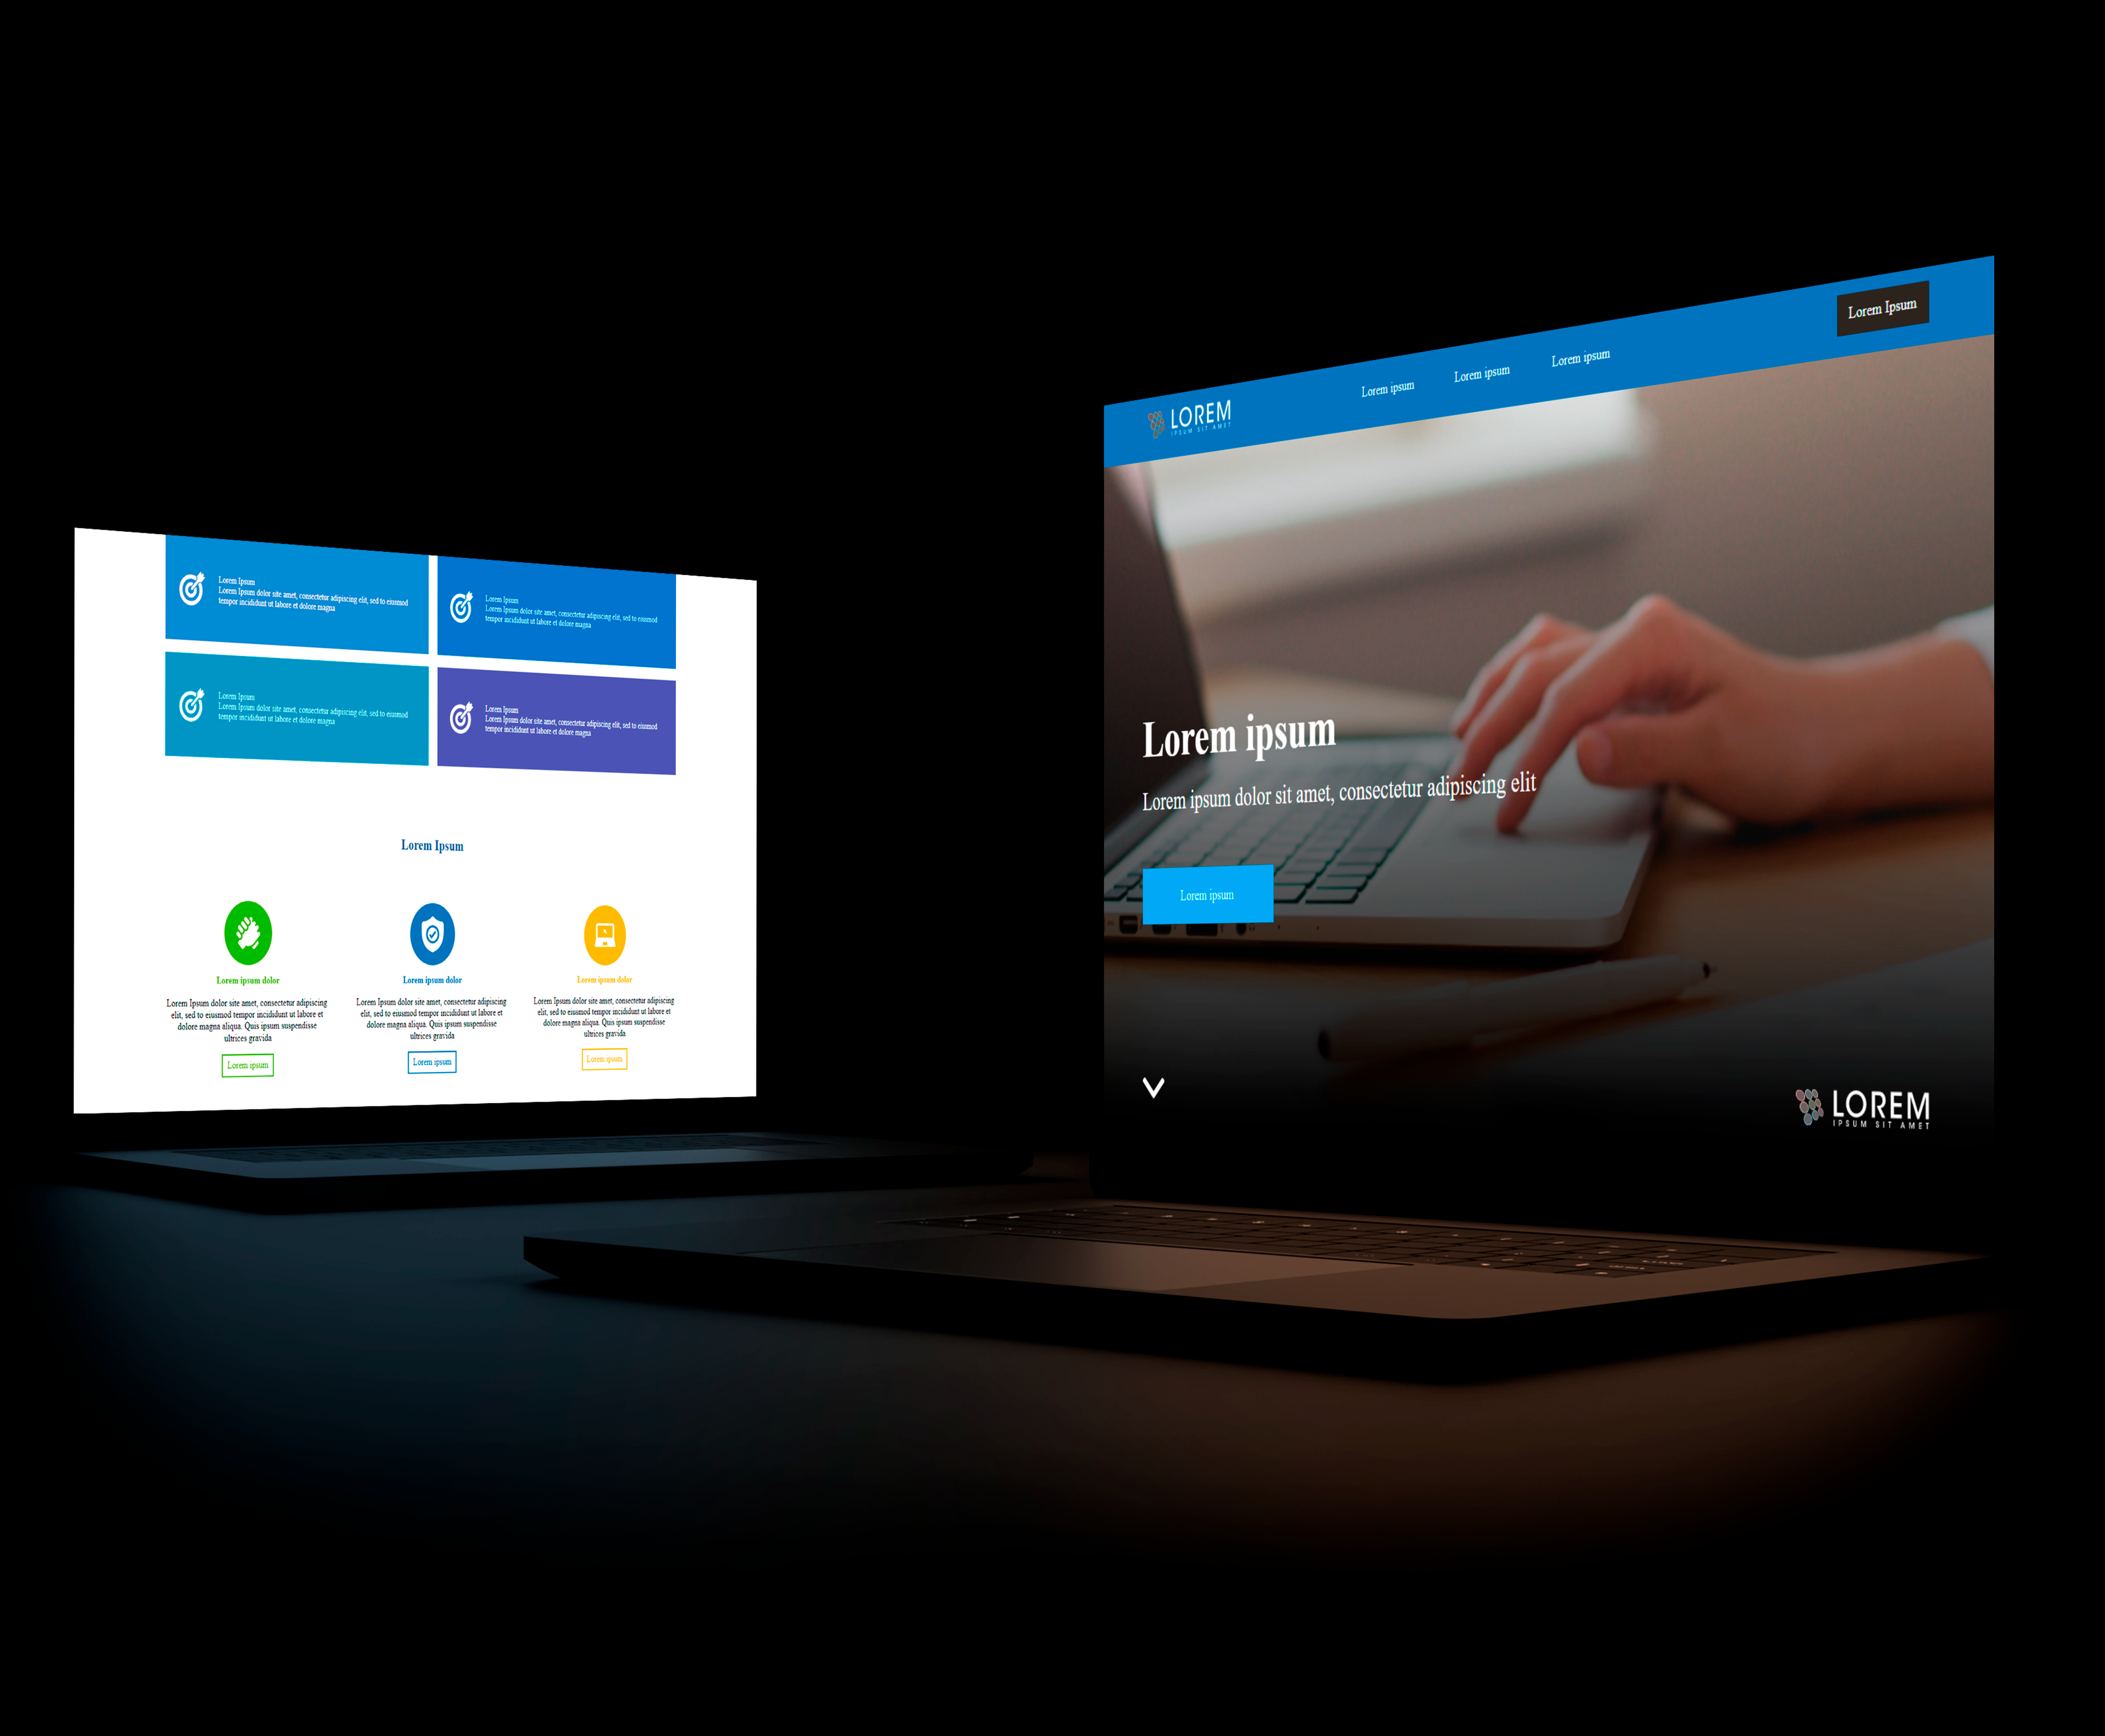 Lorem Ipsum
Lorem Ipsum dolor site amet, consectetur adipiscing elit, sed to eiusmod
tempor incididunt ut labore et dolore magna
Lorem Ipsum
Lorem Ipsum dolor site amet, consectetur adipiscing elit, sed to eiusmod
tempor incididunt ut labore et dolore magna
Lorem Ipsum
Lorem Ipsum dolor site amet, consectetur adipiscing elit, sed to eiusmod
tempor incididunt ut labore et dolore magna
Lorem Ipsum
Lorem Ipsum dolor site amet, consectetur adipiscing elit, sed to eiusmod
tempor incididunt ut labore et dolore magna
Lorem Ipsum
Lorem ipsum dolor
Lorem Ipsum dolor site amet, consectetur adipiscing
elit, sed to eiusmod tempor incididunt ut labore et
dolore magna aliqua. Quis ipsum suspendisse
ultrices gravida
Lorem ipsum
Lorem ipsum dolor
Lorem Ipsum dolor site amet, consectetur adipiscing
elit, sed to eiusmod tempor incididunt ut labore et
dolore magna aliqua. Quis ipsum suspendisse
ultrices gravida
Lorem ipsum
Lorem ipsum dolor
Lorem Ipsum dolor site amet, consectetur adipiscing
elit, sed to eiusmod tempor incididunt ut labore et
dolore magna aliqua. Quis ipsum suspendisse
ultrices gravida
Lorem ipsum
LOREM
IPSUM SIT AMET
Lorem ipsum
Lorem ipsum
Lorem ipsum
Lorem Ipsum
Lorem ipsum
Lorem ipsum dolor sit amet, consectetur adipiscing elit
Lorem ipsum
LOREM
IPSUM SIT AMET